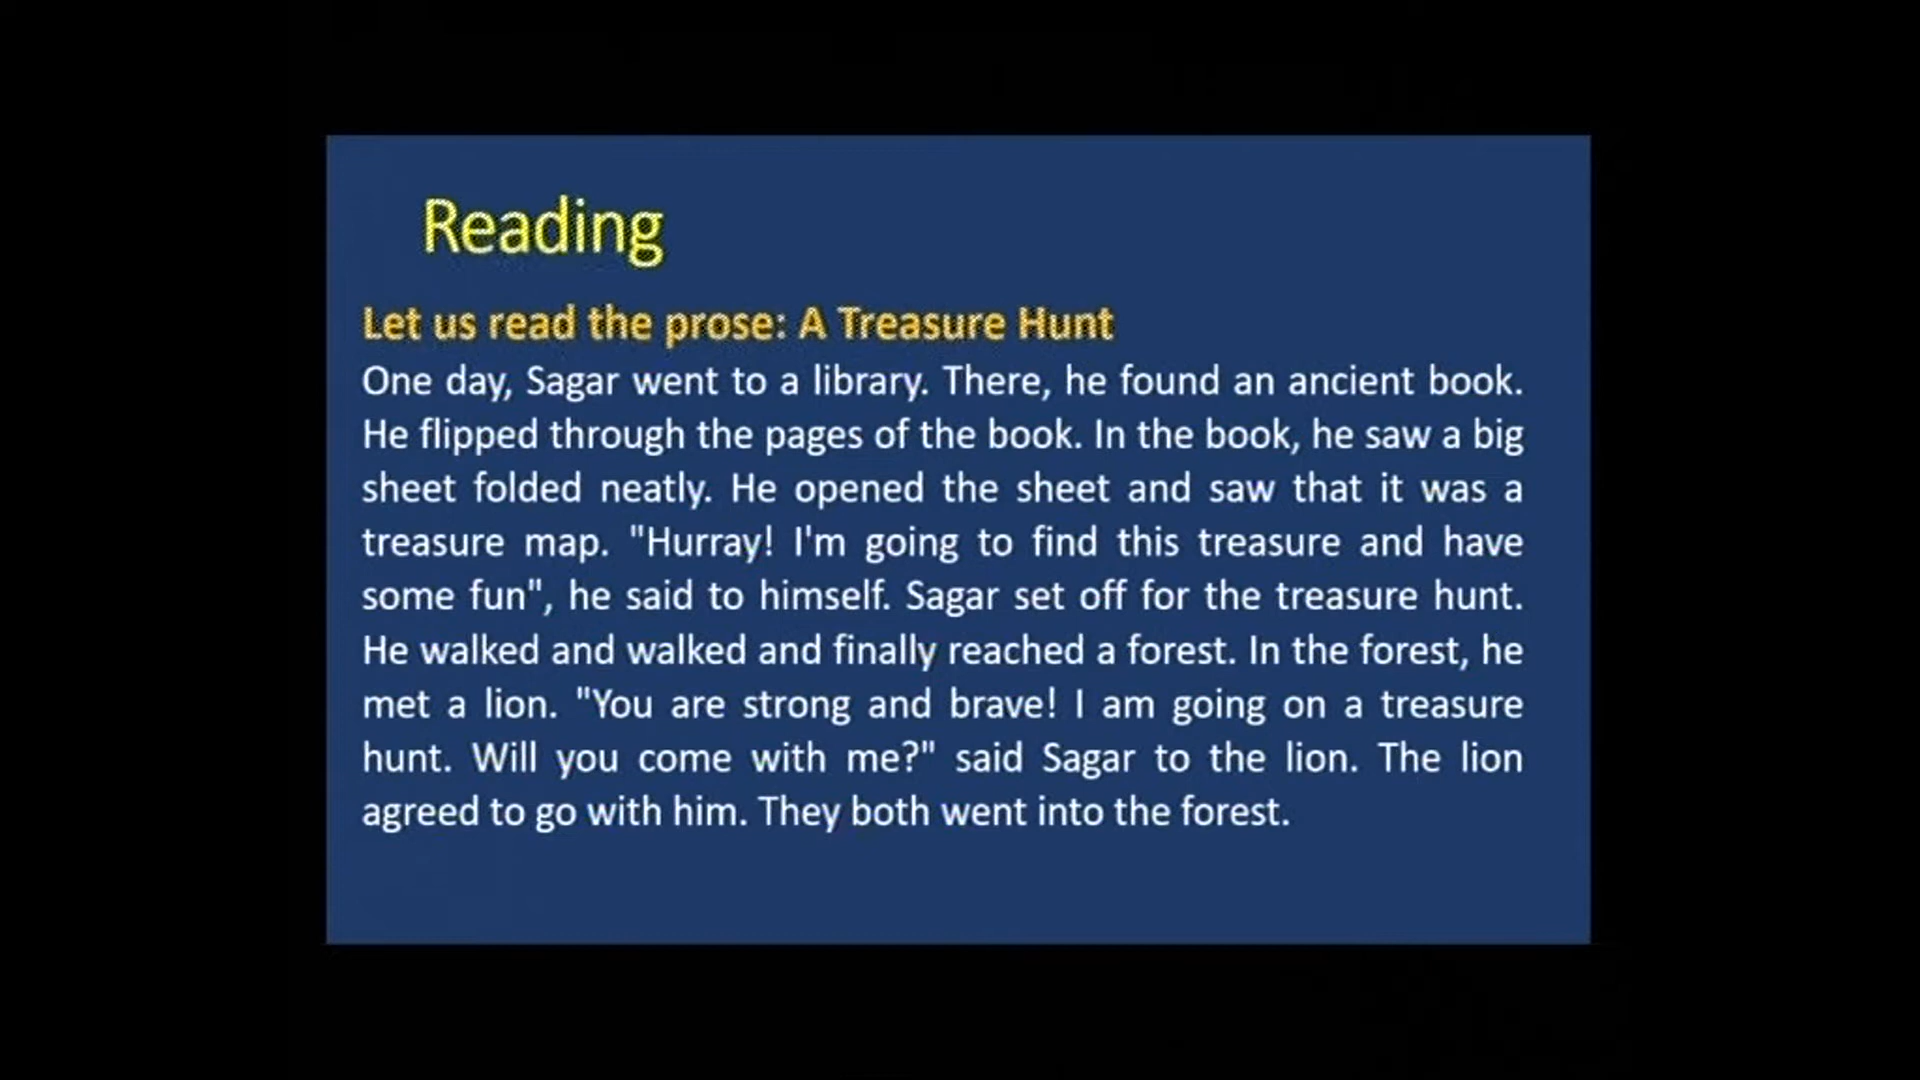 Reading
Let us read the prose: A Treasure Hunt
One day, Sagar went to a library. There, he found an ancient book.
He flipped through the pages of the book. In the book, he saw a big
sheet folded neatly. He opened the sheet and saw that it was a
treasure map. "Hurray! I'm going to find this treasure and have
some fun", he said to himself. Sagar set off for the treasure hunt.
He walked and walked and finally reached a forest. In the forest, he
met a lion. "You are strong and brave! I am going on a treasure
hunt. Will you come with me?" said Sagar to the lion. The lion
agreed to go with him. They both went into the forest.